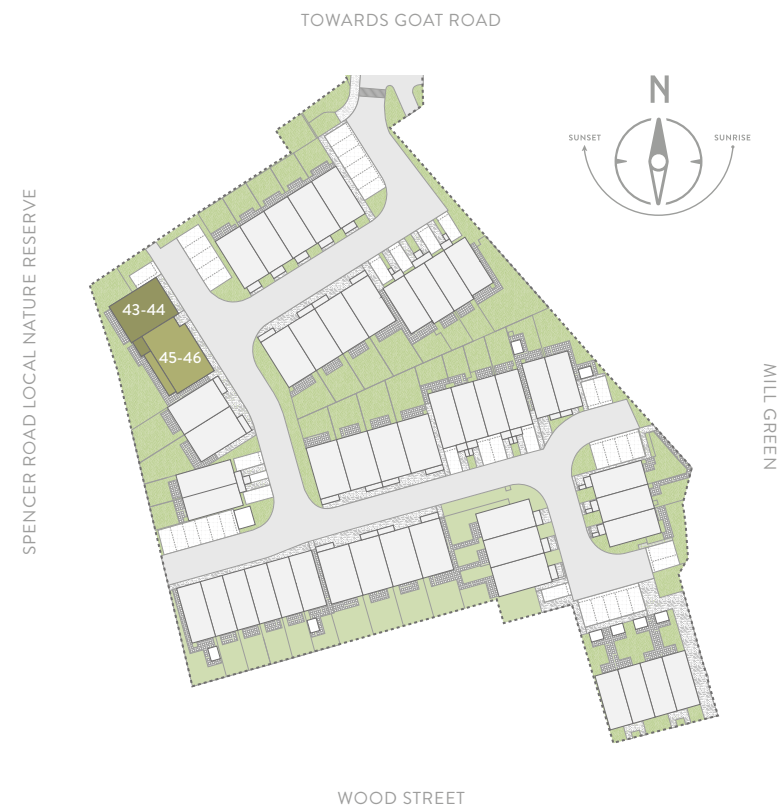 TOWARDS GOAT ROAD
N
SUNSET
SUNRISE
SPENCER ROAD LOCAL NATURE RESERVE
43-44
45-46
MILL GREEN
WOOD STREET